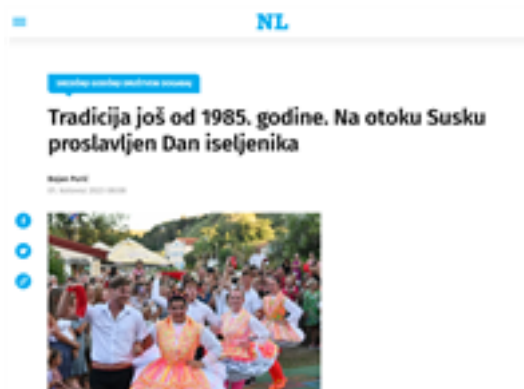 NL
Tradicija još od 1985. godine. Na otoku Susku
proslavljen Dan iseljenika